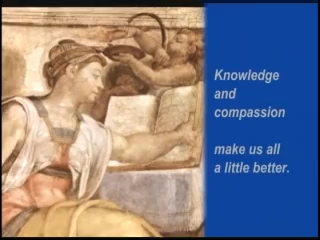 Knowledge
and
compassion
make us all
a little better.